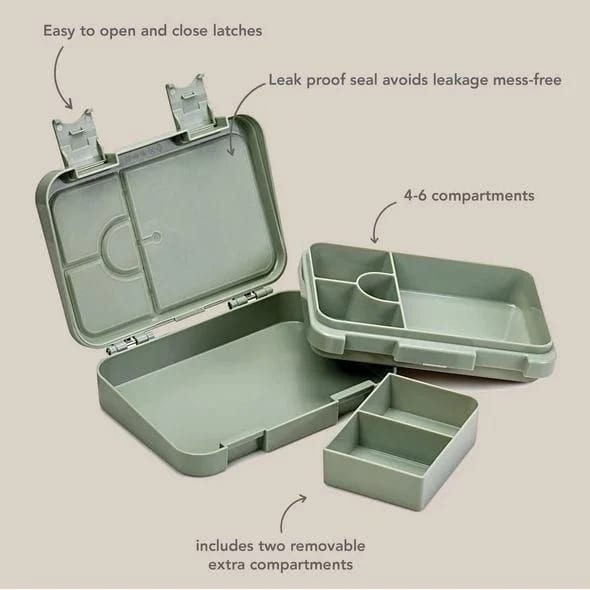 Easy to open and close latches
Leak proof seal avoids leakage mess-free
4-6 compartments
includes two removable
extra compartments